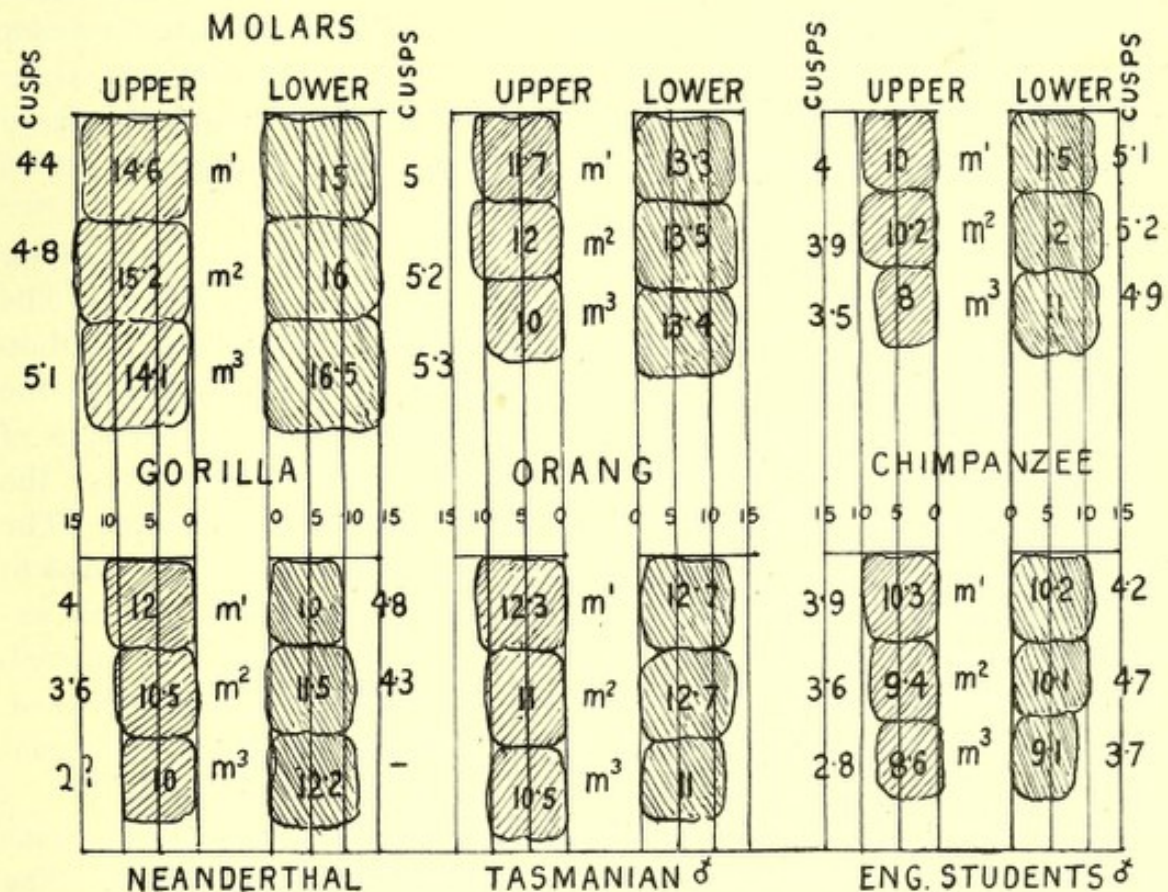 MOLARS
CUSPS UPPER LOWER CUSPS UPPER LOWER CUSPS UPPER LOWER CUSPS
4·4 14·6 m¹ 15 5 11·7 m¹ 13·3 4 10 m¹ 11·5 5·1
4·8 15·2 m² 16 5·2 12 m² 13·5 3·9 10·2 m² 12 5·2
5·1 14·1 m³ 16·5 5·3 10 m³ 13·4 3·5 8 m³ 11 4·9
GORILLA ORANG CHIMPANZEE
15 10 5 0 0 5 10 15 10 5 0 0 5 10 15 15 10 5 0 0 5 10 15
4 12 m¹ 10 4·8 12·3 m¹ 12·7 3·9 10·3 m¹ 10·2 4·2
3·6 10·5 m² 11·5 4·3 11 m² 12·7 3·6 9·4 m² 10·1 4·7
2? 10 m³ 12·2 – 10·5 m³ 11 2·8 8·6 m³ 9·1 3·7
NEANDERTHAL TASMANIAN ♂ ENG. STUDENTS ♂